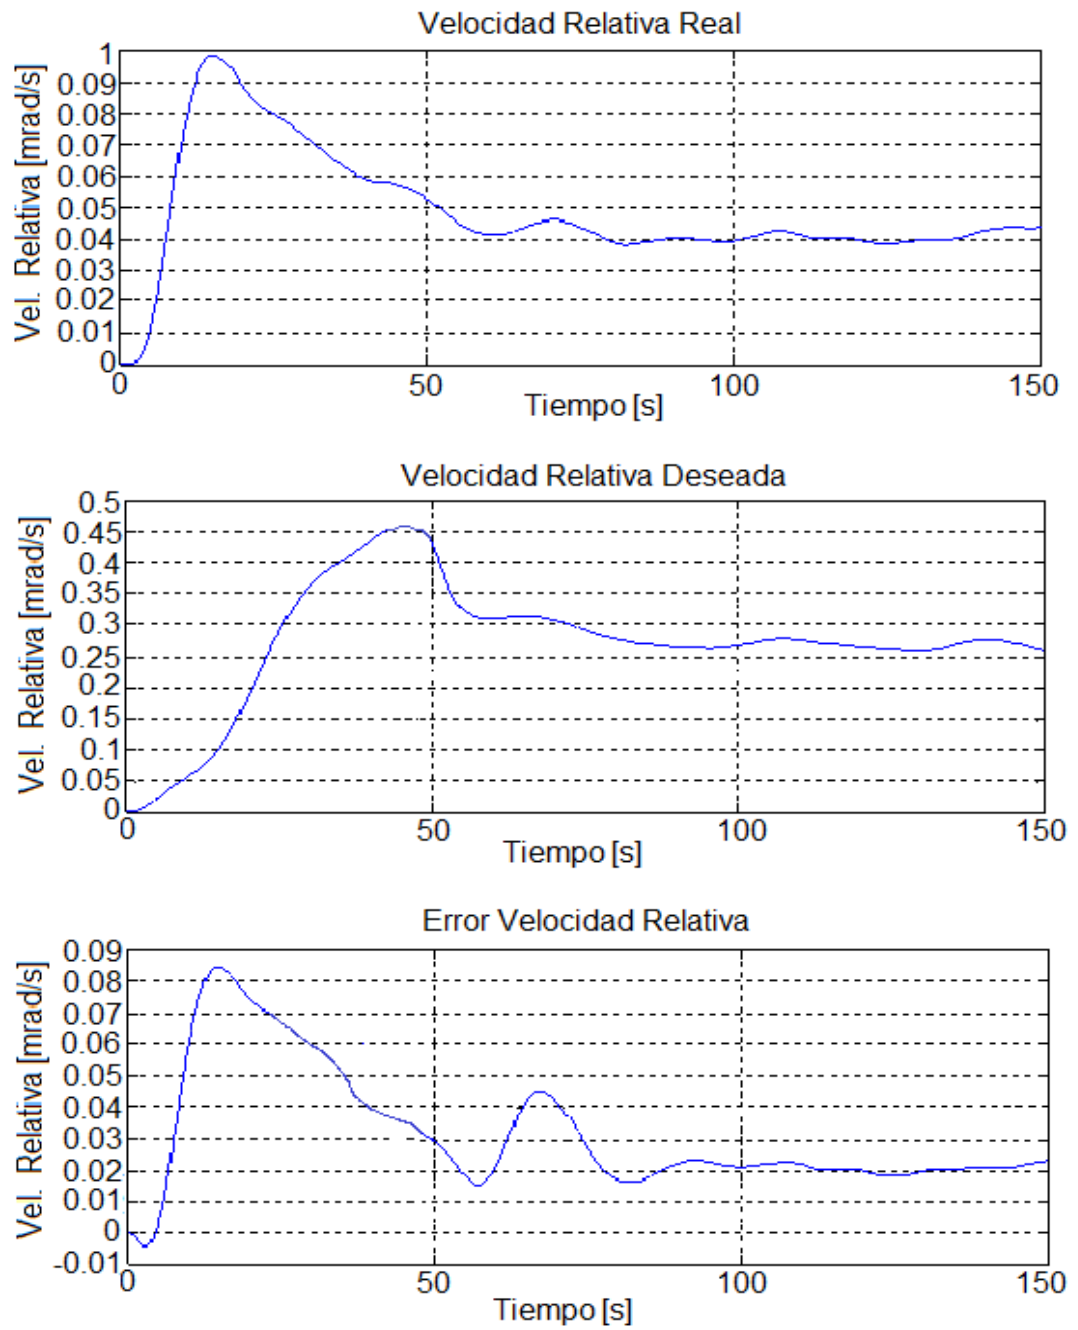 Velocidad Relativa Real
Vel. Relativa [mrad/s]
1
0.09
0.08
0.07
0.06
0.05
0.04
0.03
0.02
0.01
0
0 50 100 150
Tiempo [s]
Velocidad Relativa Deseada
Vel. Relativa [mrad/s]
0.5
0.45
0.4
0.35
0.3
0.25
0.2
0.15
0.1
0.05
0
0 50 100 150
Tiempo [s]
Error Velocidad Relativa
Vel. Relativa [mrad/s]
0.09
0.08
0.07
0.06
0.05
0.04
0.03
0.02
0.01
0
-0.01
0 50 100 150
Tiempo [s]